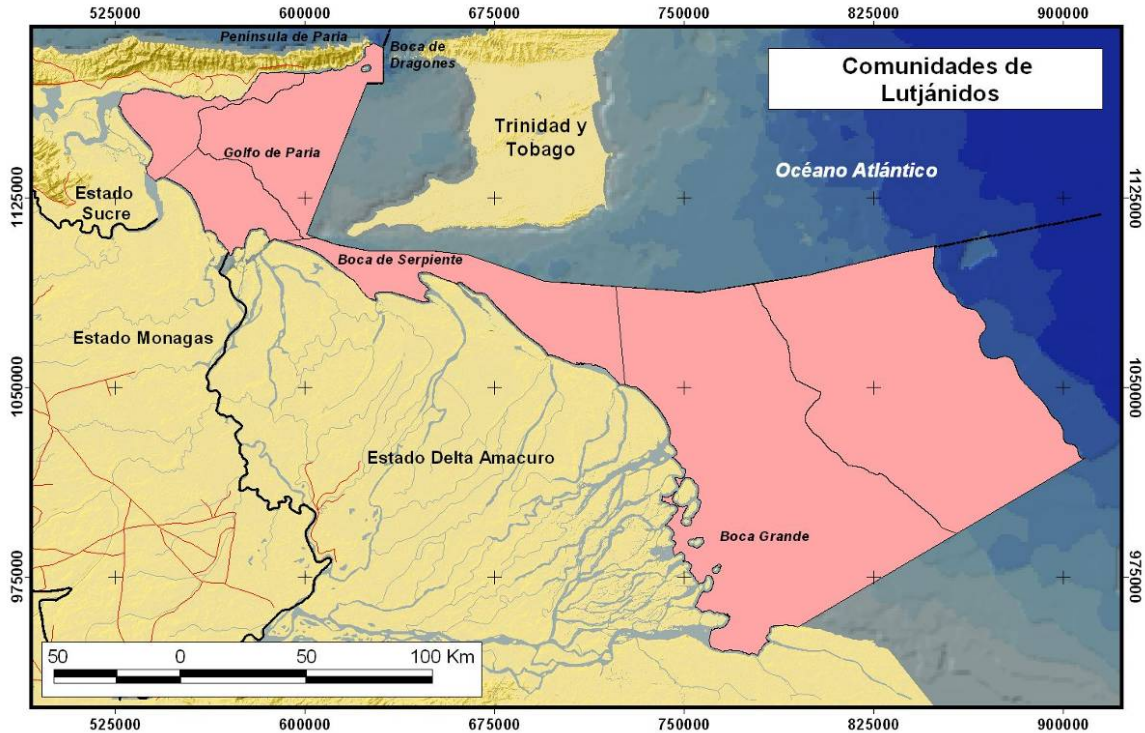 525000 600000 675000 750000 825000 900000
Península de Paria
Boca de
Dragones
Comunidades de
Lutjánidos
Trinidad y
Tobago
Golfo de Paria
Océano Atlántico
Estado
Sucre
1125000
1125000
Boca de Serpiente
Estado Monagas
1050000
1050000
Estado Delta Amacuro
Boca Grande
975000
975000
50 0 50 100 Km
525000 600000 675000 750000 825000 900000